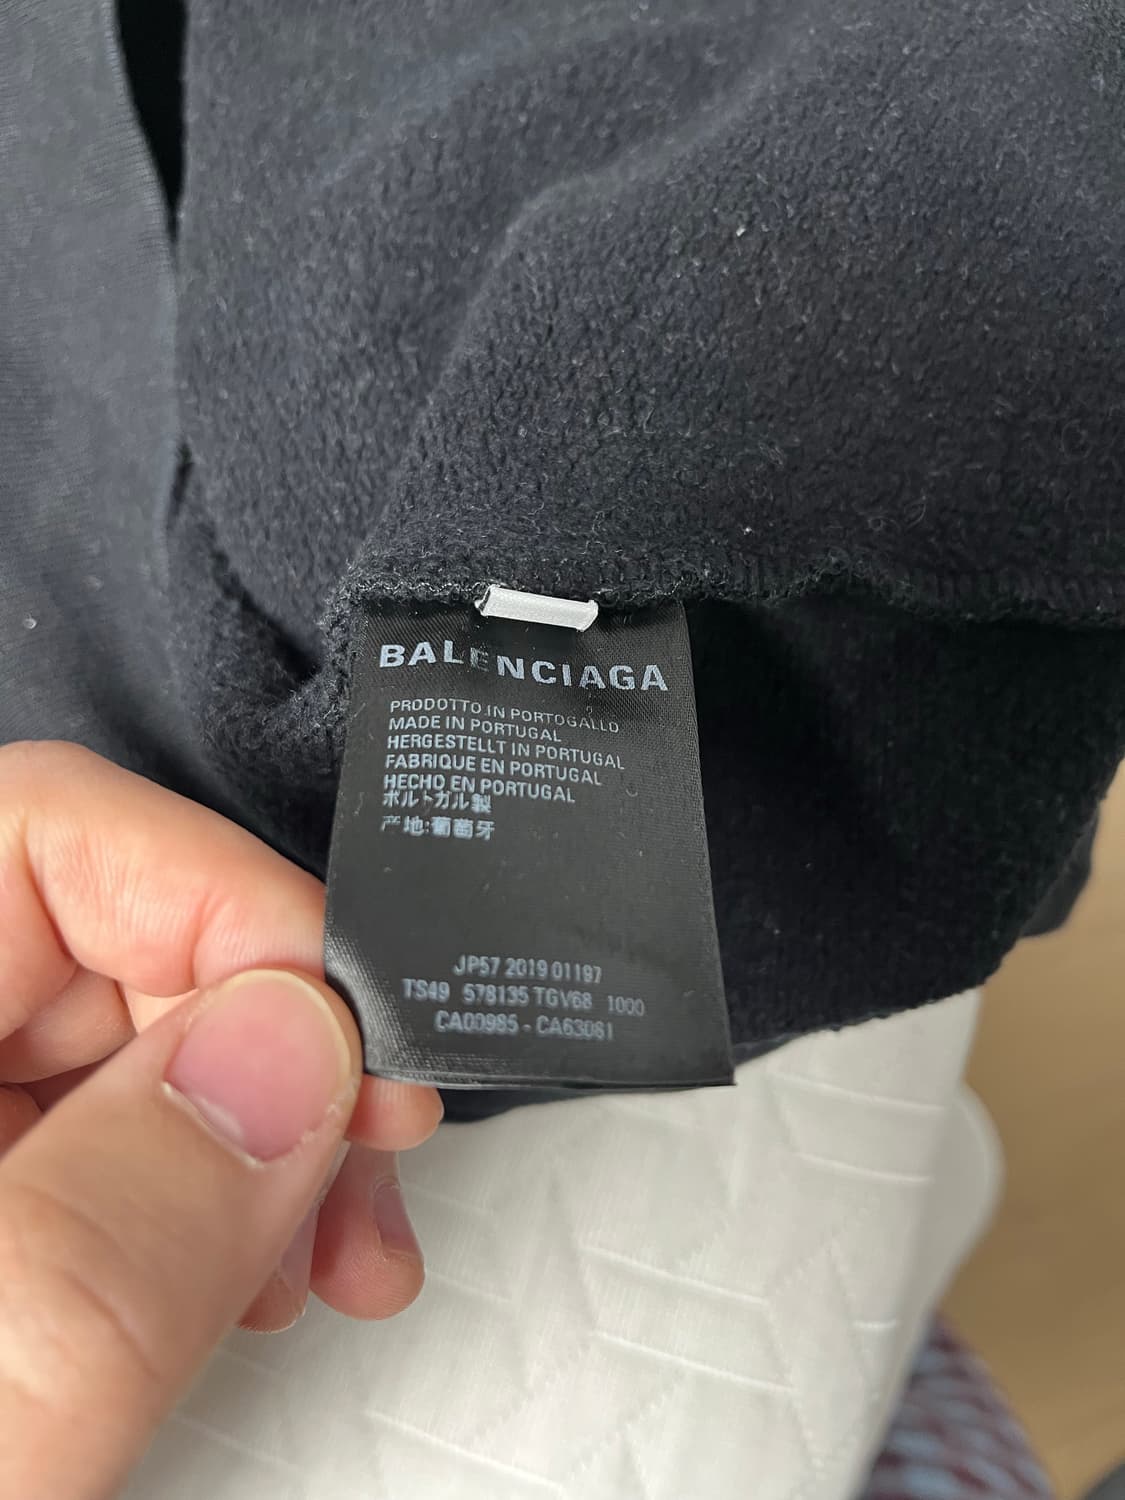 BALENCIAGA
PRODOTTO IN PORTOGALLO
MADE IN PORTUGAL
HERGESTELLT IN PORTUGAL
FABRIQUE EN PORTUGAL
HECHO EN PORTUGAL
ポルトガル製
产地:葡萄牙
JP57 2019 01197
TS49 578135 TGV68 1000
CA00985 - CA63061